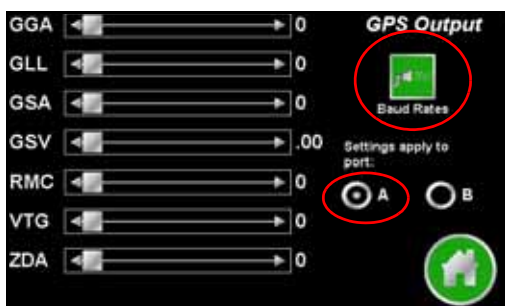 GPS Output
GGA 0
GLL 0
GSA 0
GSV .00
RMC 0
VTG 0
ZDA 0
Baud Rates
Settings apply to
port:
A B